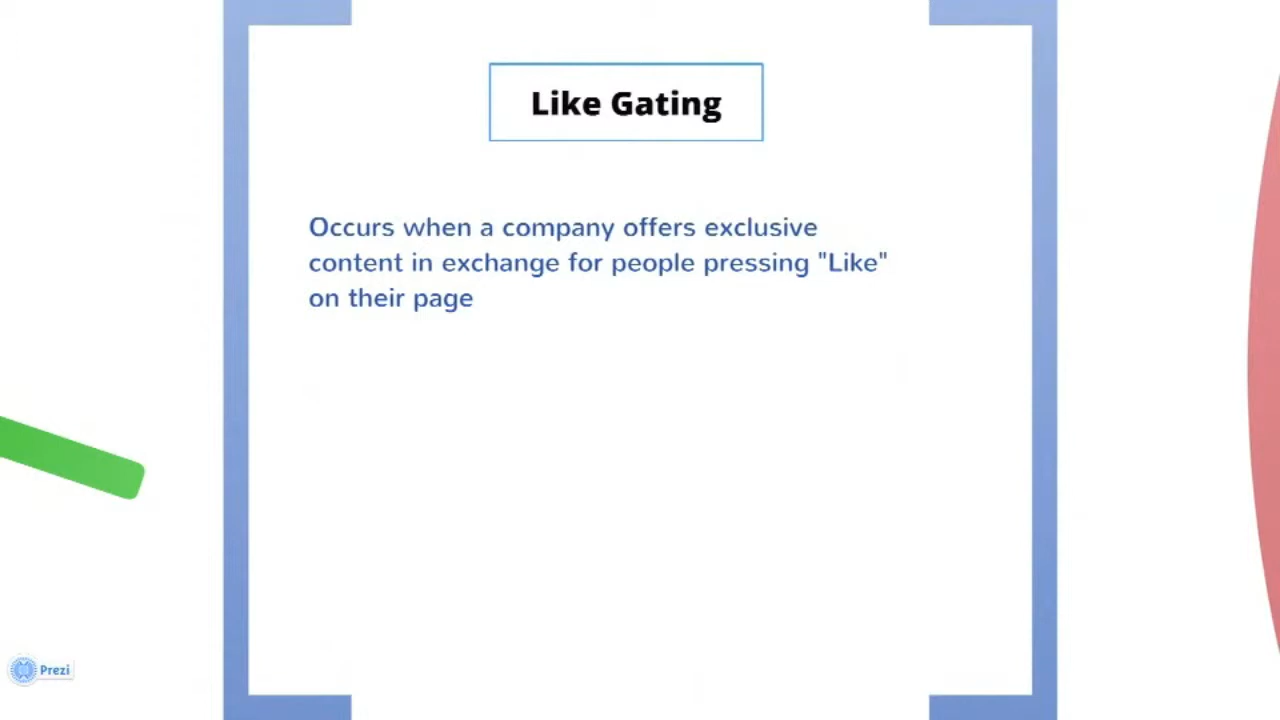 Like Gating
Occurs when a company offers exclusive
content in exchange for people pressing "Like"
on their page
Prezi